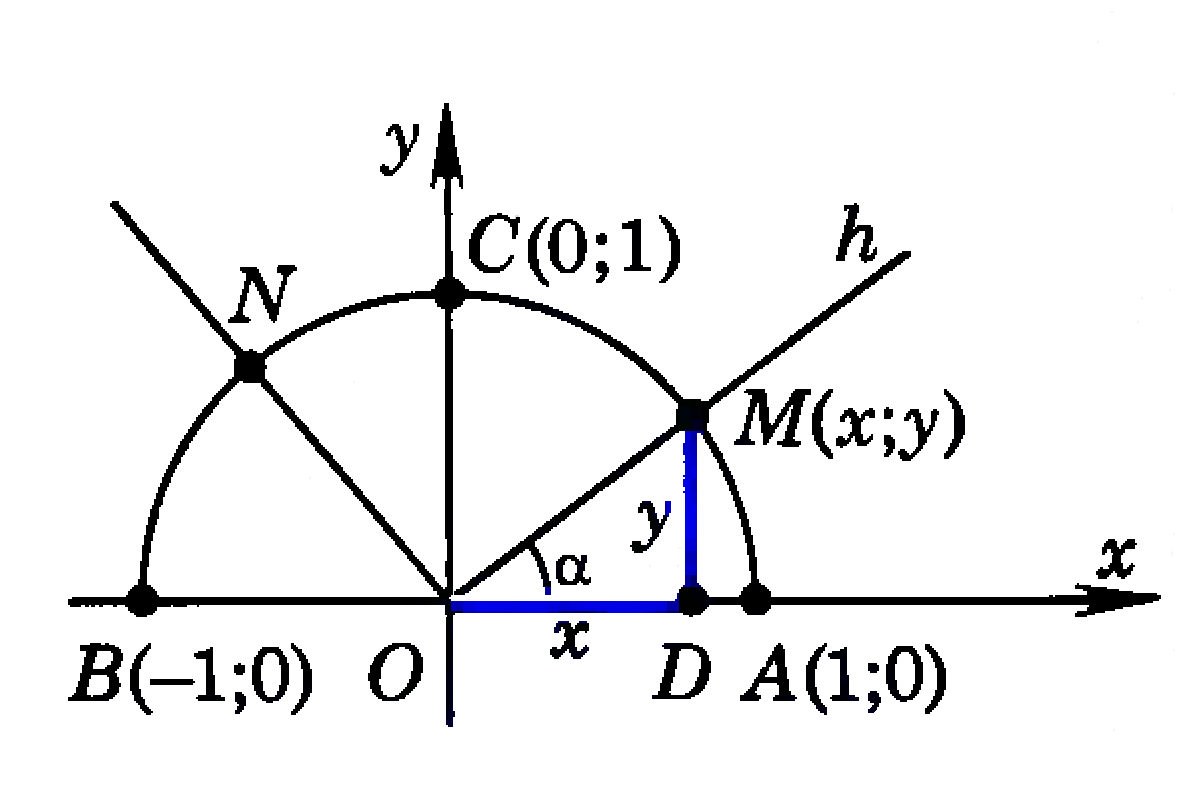 y
C(0;1)
h
N
M(x;y)
y
α
x
x
B(–1;0) O D A(1;0)